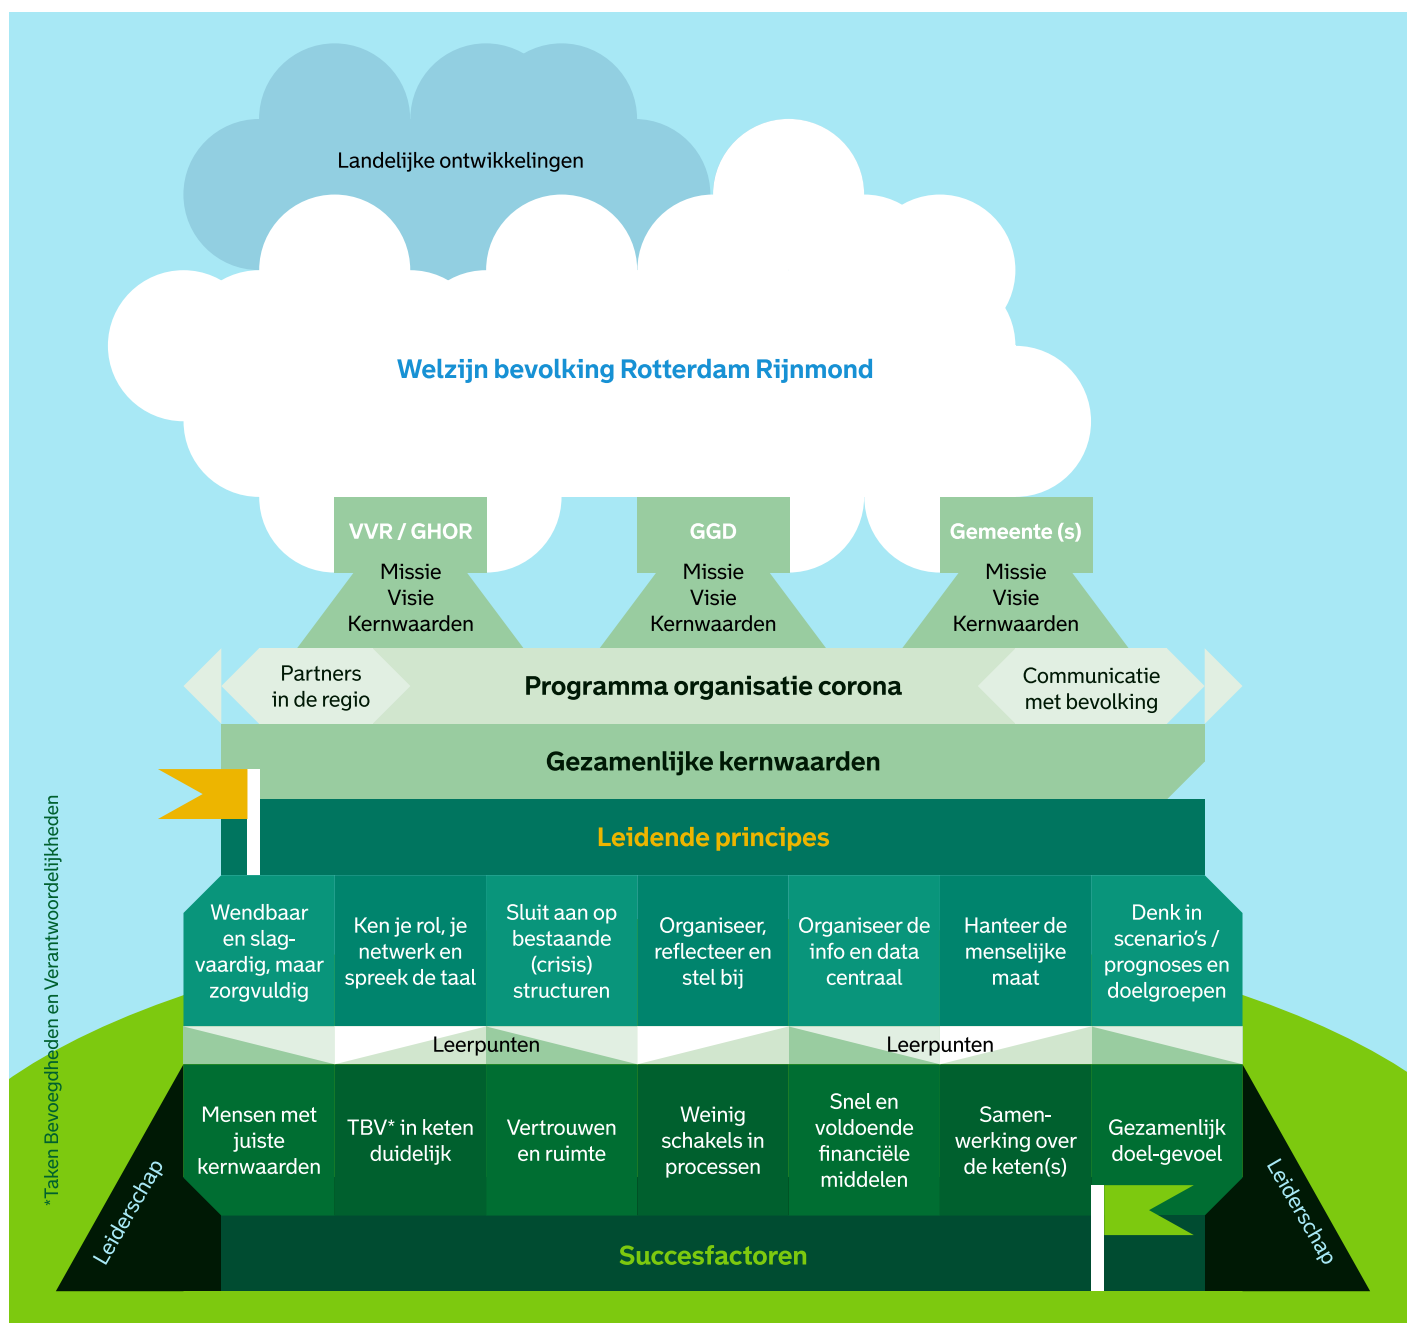 Landelijke ontwikkelingen
Welzijn bevolking Rotterdam Rijnmond
VVR / GHOR
Missie
Visie
Kernwaarden
GGD
Missie
Visie
Kernwaarden
Gemeente (s)
Missie
Visie
Kernwaarden
Partners
in de regio
Programma organisatie corona
Communicatie
met bevolking
Gezamenlijke kernwaarden
Leidende principes
Wendbaar
en slag-
vaardig, maar
zorgvuldig
Ken je rol, je
netwerk en
spreek de taal
Sluit aan op
bestaande
(crisis)
structuren
Organiseer,
reflecteer en
stel bij
Organiseer de
info en data
centraal
Hanteer de
menselijke
maat
Denk in
scenario's /
prognoses en
doelgroepen
Leerpunten
Leerpunten
Mensen met
juiste
kernwaarden
TBV* in keten
duidelijk
Vertrouwen
en ruimte
Weinig
schakels in
processen
Snel en
voldoende
financiële
middelen
Samen-
werking over
de keten(s)
Gezamenlijk
doel-gevoel
Leiderschap
Leiderschap
Succesfactoren
*Taken Bevoegdheden en Verantwoordelijkheden